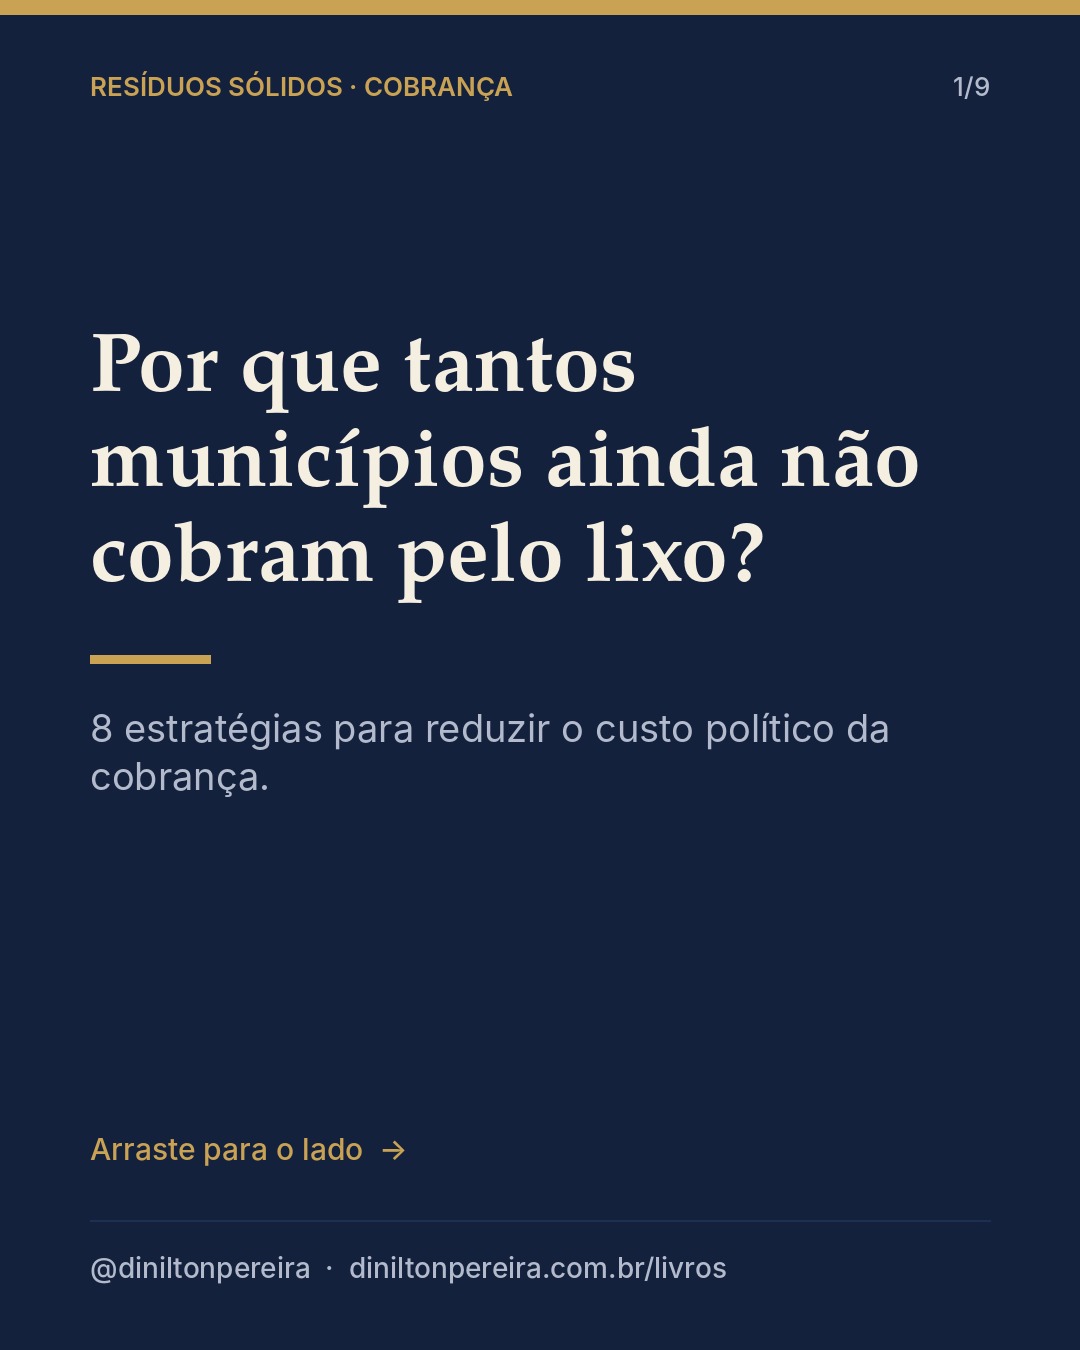 RESÍDUOS SÓLIDOS · COBRANÇA
1/9
Por que tantos
municípios ainda não
cobram pelo lixo?
8 estratégias para reduzir o custo político da
cobrança.
Arraste para o lado →
@diniltonpereira · diniltonpereira.com.br/livros